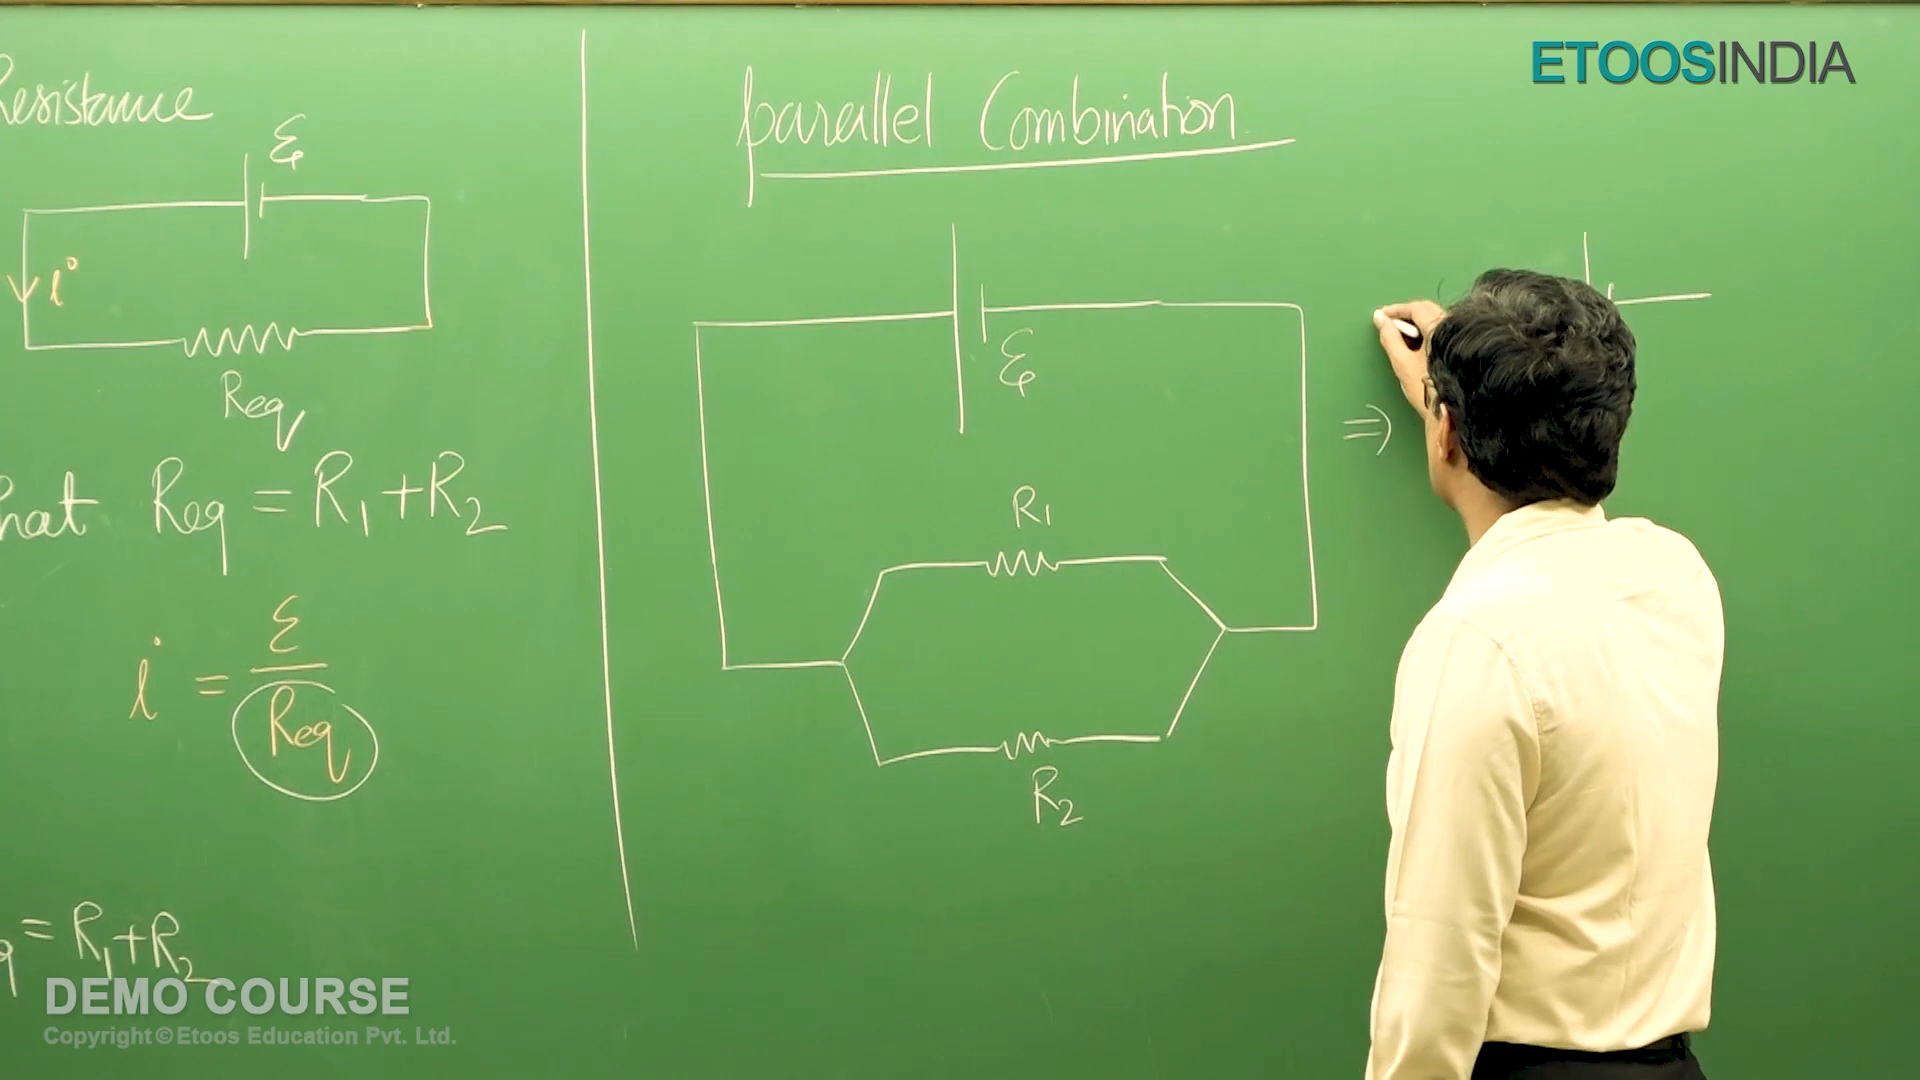 ETOOSINDIA
Resistance
ε
i
Req
that Req = R₁+R₂
i = ε/Req
= R₁+R₂
parallel Combination
ε
R₁
⇒
R₂
DEMO COURSE
Copyright©Etoos Education Pvt. Ltd.